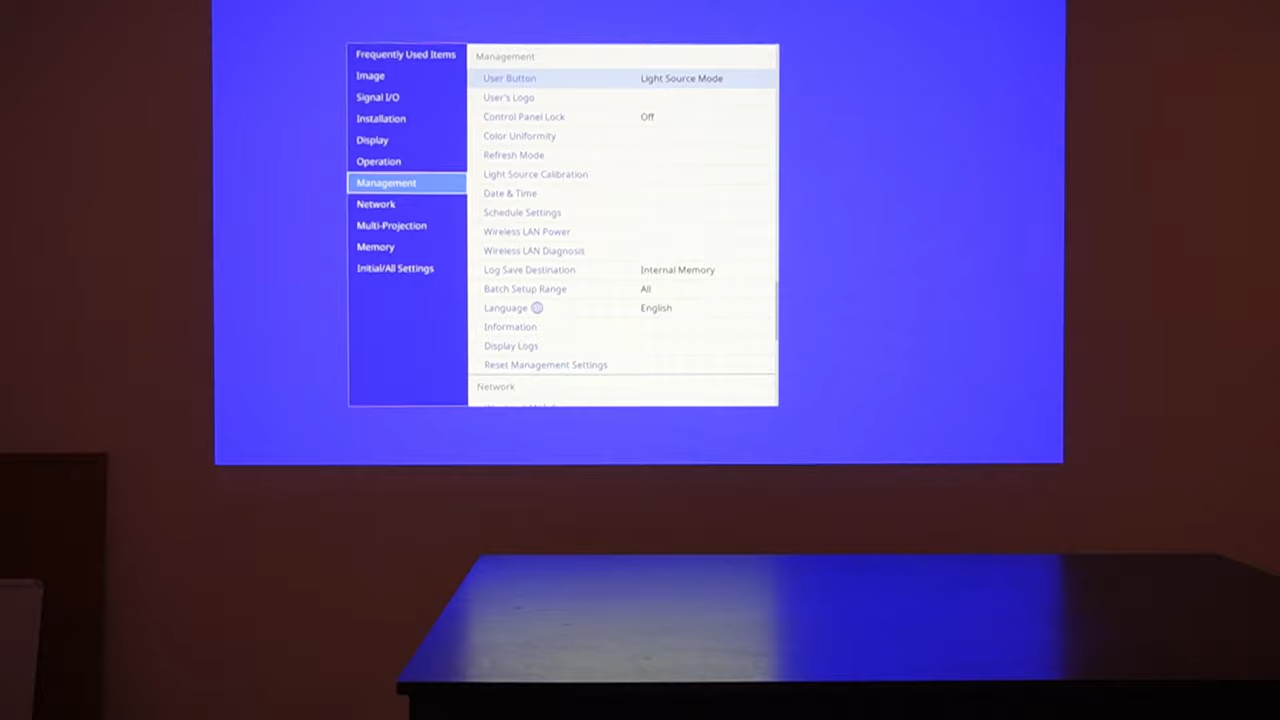 Frequently Used Items
Image
Signal I/O
Installation
Display
Operation
Management
Network
Multi-Projection
Memory
Initial/All Settings
Management
User Button Light Source Mode
User's Logo
Control Panel Lock Off
Color Uniformity
Refresh Mode
Light Source Calibration
Date & Time
Schedule Settings
Wireless LAN Power
Wireless LAN Diagnosis
Log Save Destination Internal Memory
Batch Setup Range All
Language English
Information
Display Logs
Reset Management Settings
Network